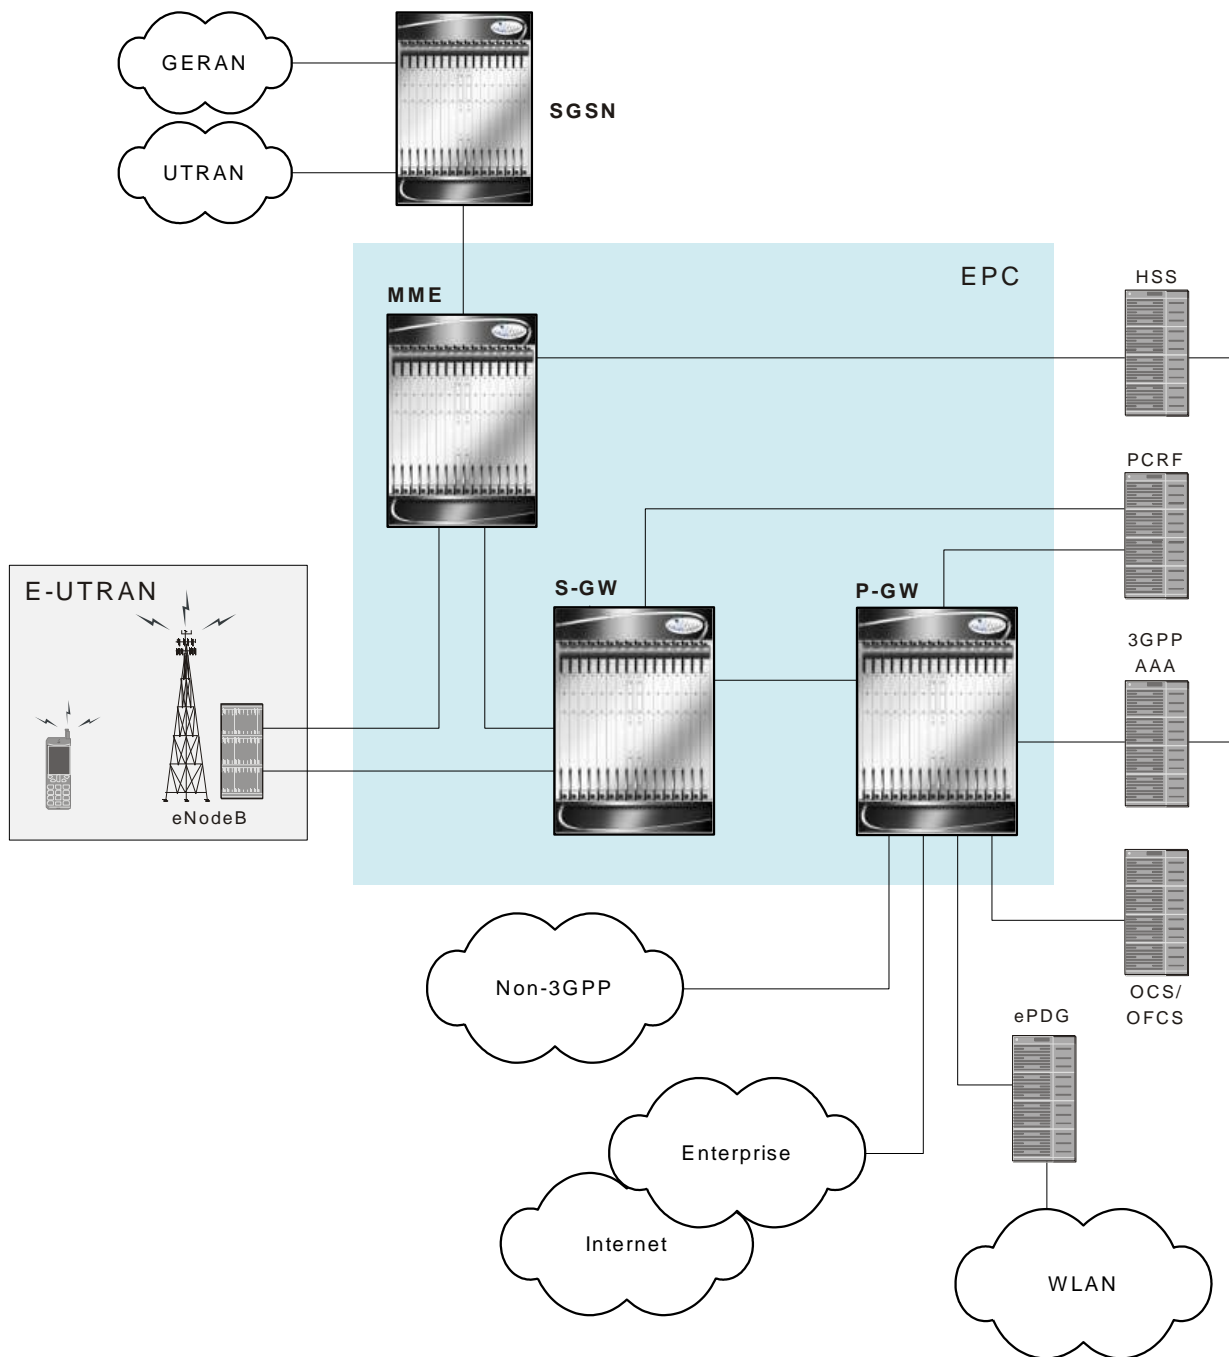 GERAN
SGSN
UTRAN
EPC
HSS
MME
PCRF
E-UTRAN
S-GW
P-GW
3GPP
AAA
eNodeB
Non-3GPP
OCS/
OFCS
ePDG
Enterprise
Internet
WLAN